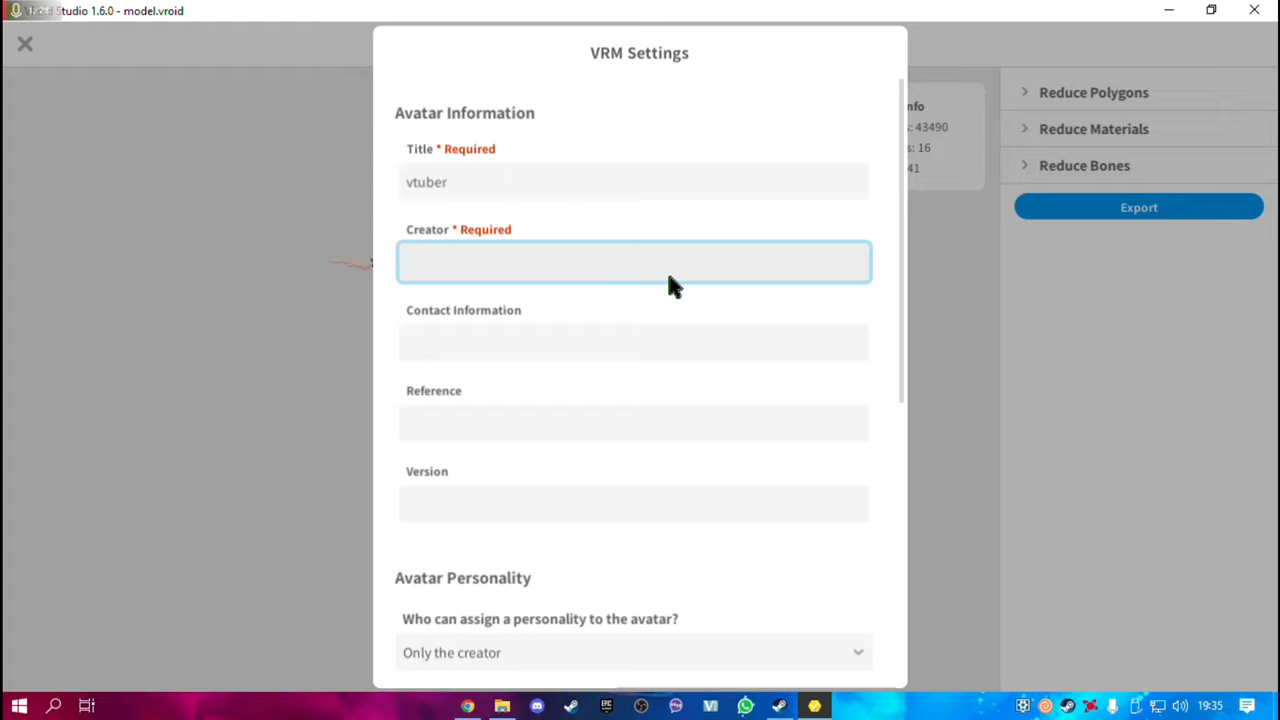 Studio 1.6.0 - model.vroid
VRM Settings
Avatar Information
Title * Required
vtuber
Creator * Required
Contact Information
Reference
Version
Avatar Personality
Who can assign a personality to the avatar?
Only the creator
nfo
s: 43490
s: 16
41
Reduce Polygons
Reduce Materials
Reduce Bones
Export
19:35